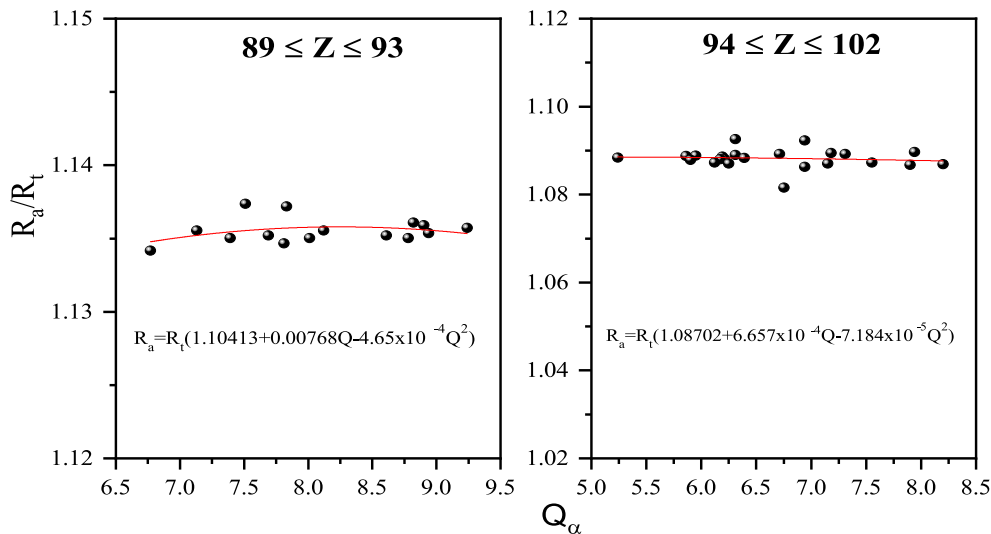 R_a/R_t
89 ≤ Z ≤ 93
1.15
1.14
1.13
1.12
R_a=R_t(1.10413+0.00768Q-4.65x10^-4Q^2)
6.5 7.0 7.5 8.0 8.5 9.0 9.5
94 ≤ Z ≤ 102
1.12
1.10
1.08
1.06
1.04
1.02
R_a=R_t(1.08702+6.657x10^-4Q-7.184x10^-5Q^2)
5.0 5.5 6.0 6.5 7.0 7.5 8.0 8.5
Q_α